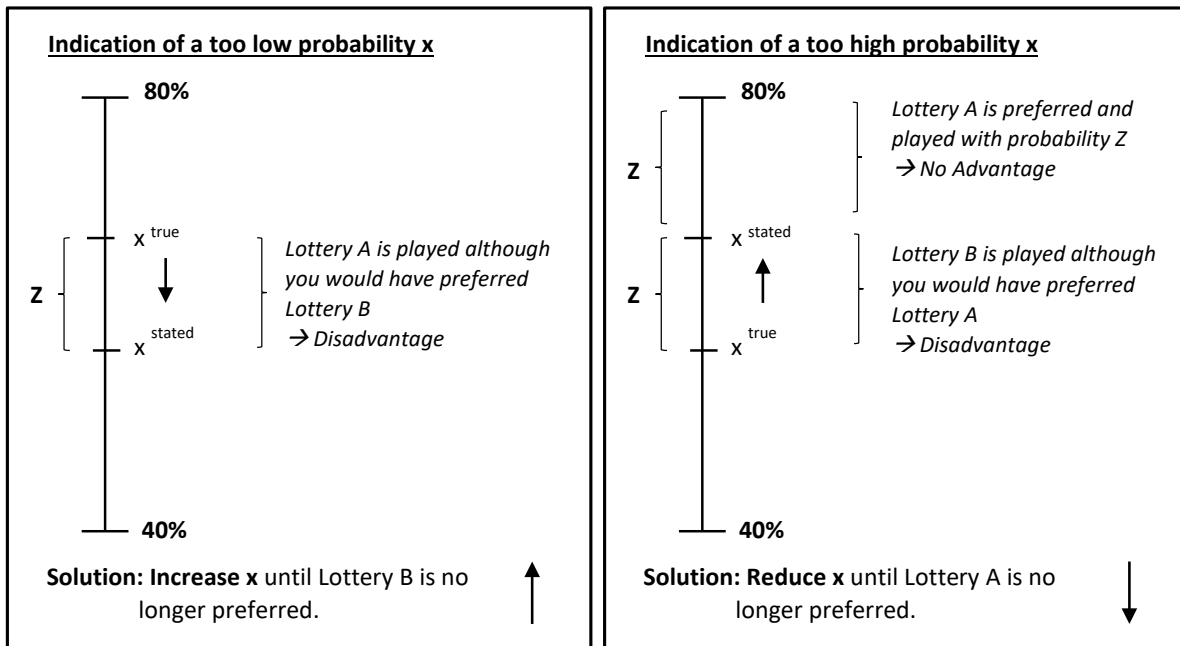 Indication of a too low probability x
80%
Z
x true
x stated
Lottery A is played although
you would have preferred
Lottery B
→ Disadvantage
40%
Solution: Increase x until Lottery B is no
longer preferred.
Indication of a too high probability x
80%
Lottery A is preferred and
played with probability Z
→ No Advantage
Z
x stated
Lottery B is played although
you would have preferred
Lottery A
→ Disadvantage
Z
x true
40%
Solution: Reduce x until Lottery A is no
longer preferred.